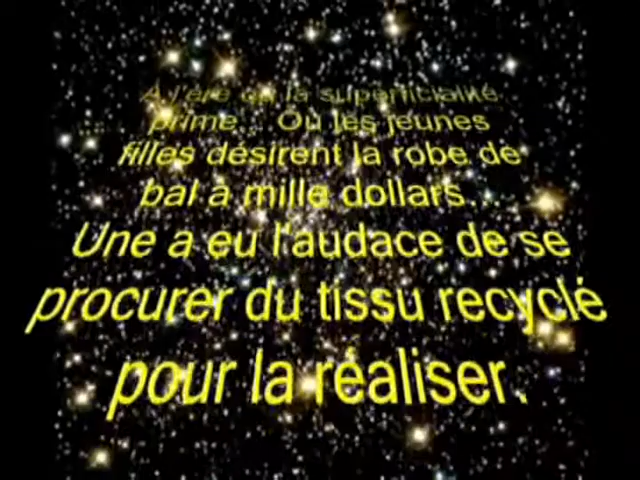 À l'ère où la superficialité
prime... Où les jeunes
filles désirent la robe de
bal à mille dollars...
Une a eu l'audace de se
procurer du tissu recyclé
pour la réaliser.